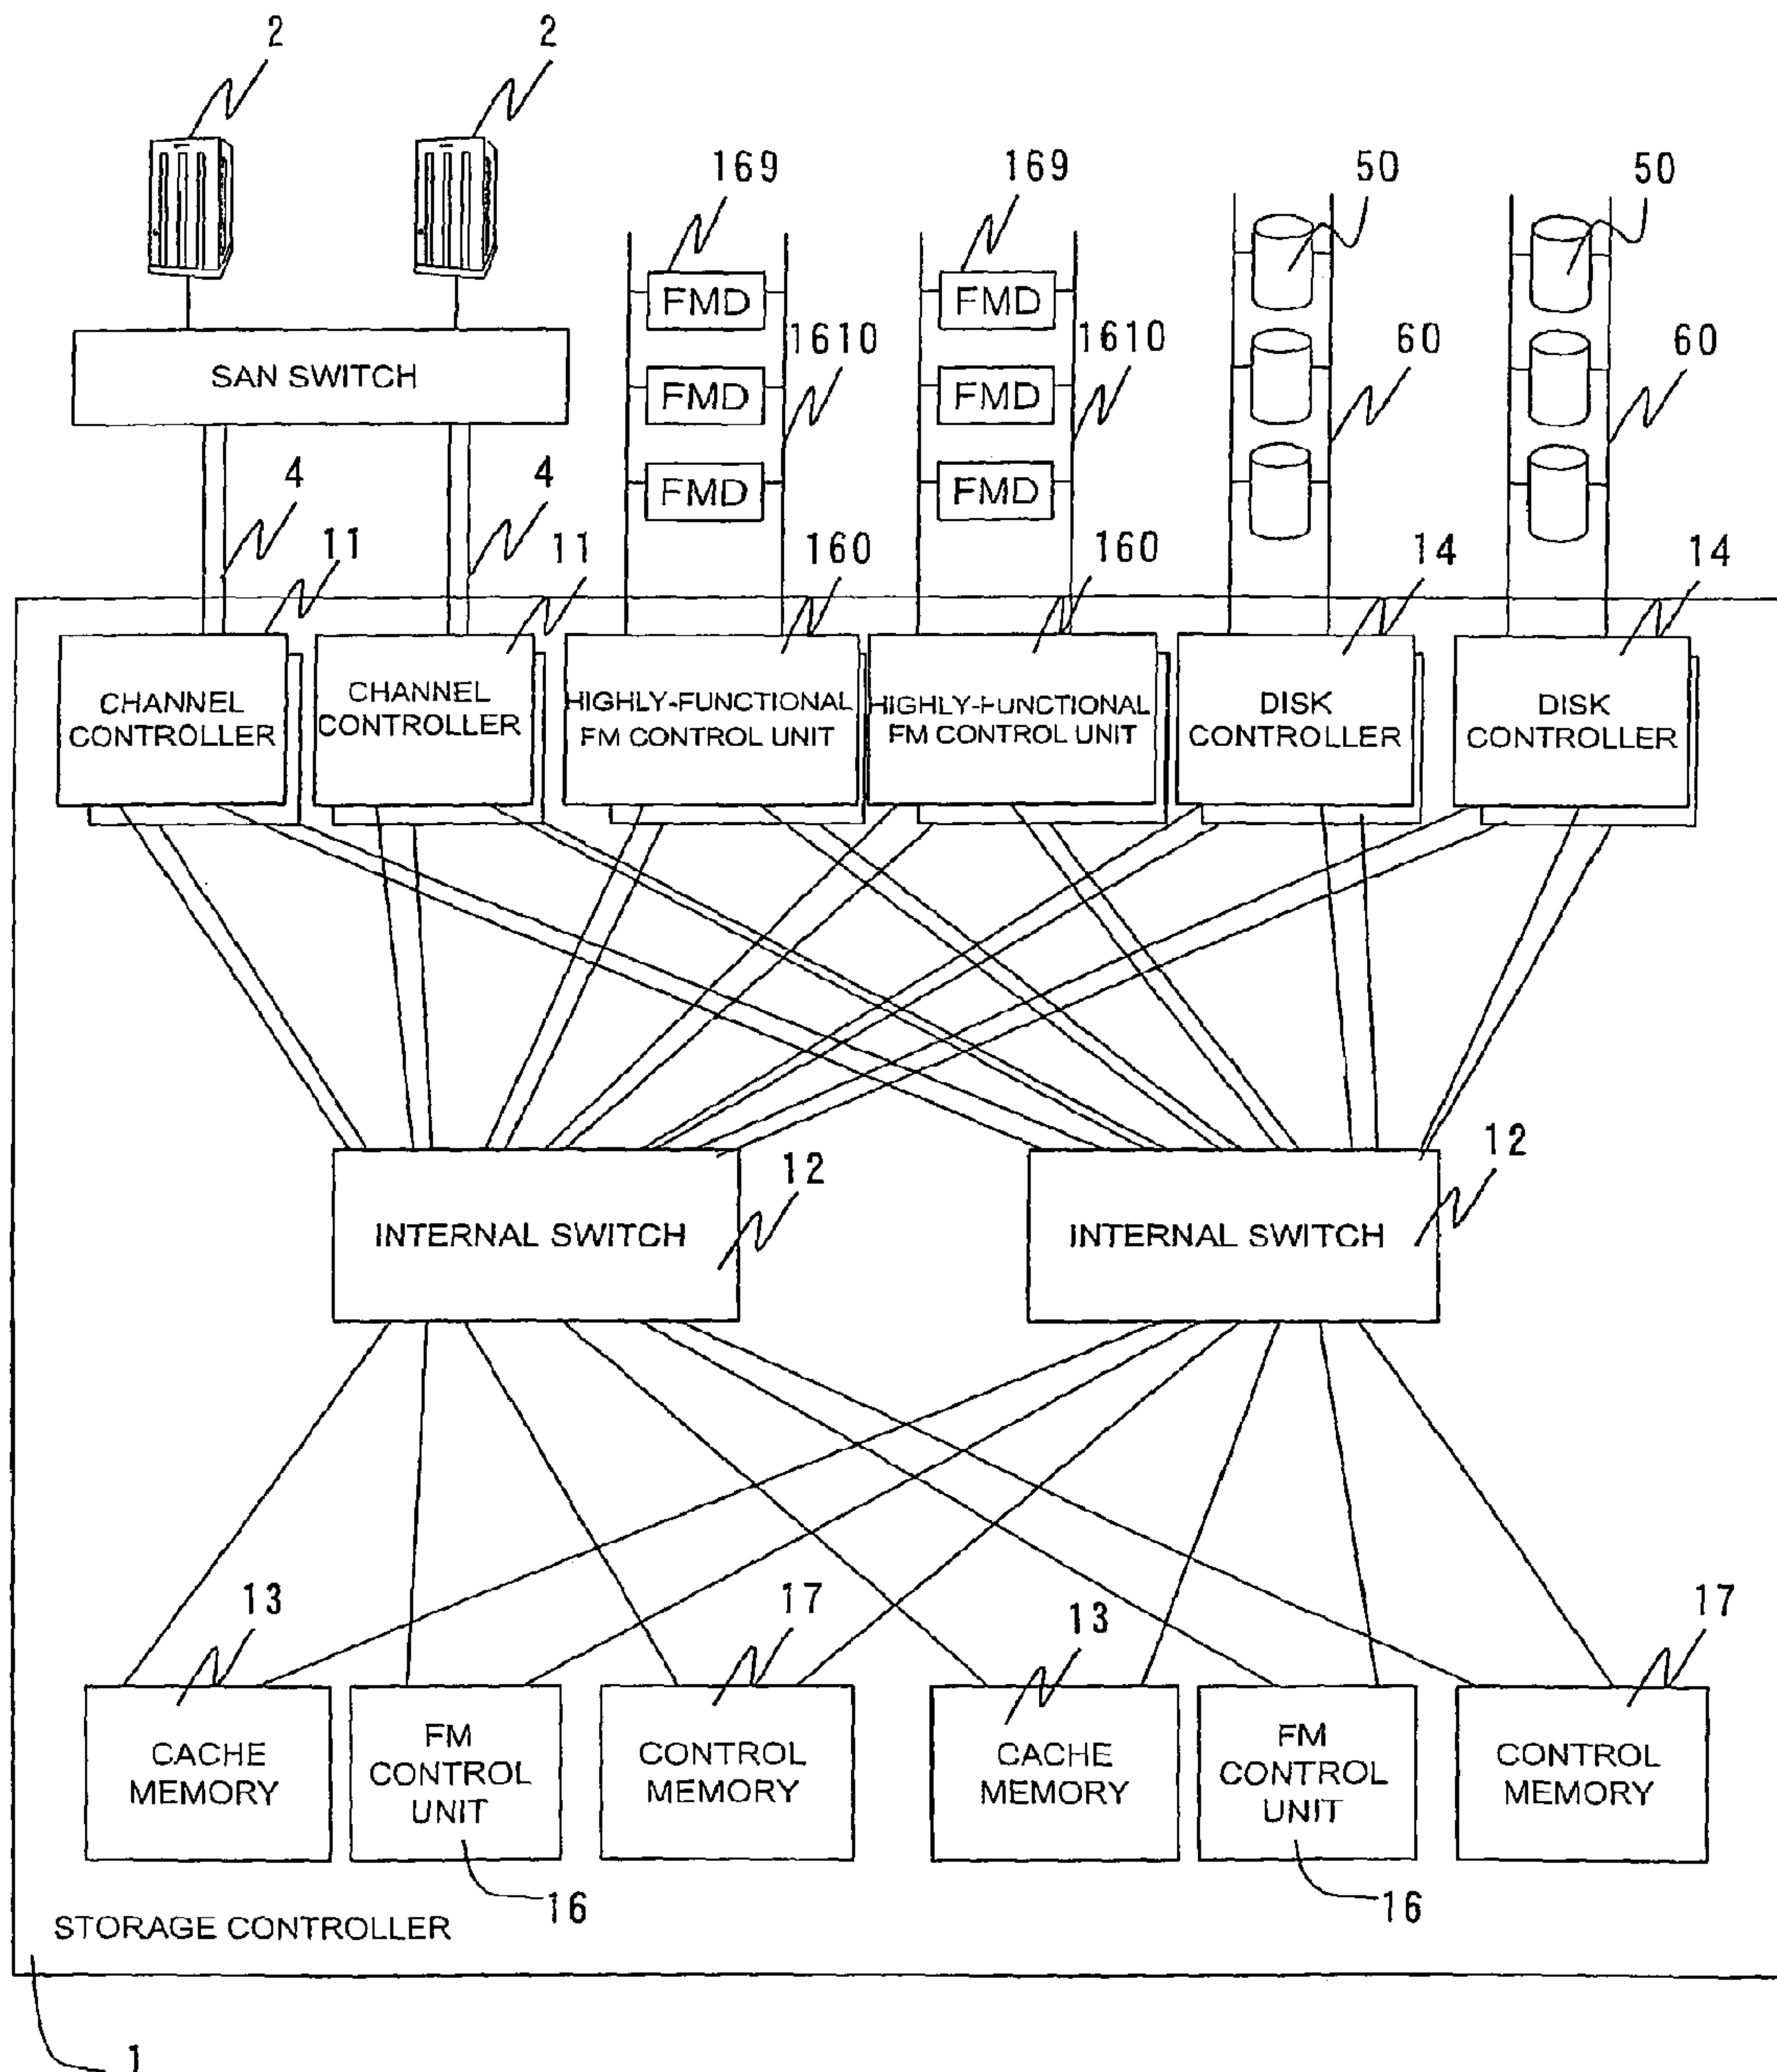 2
2
169
169
50
50
FMD
FMD
1610
1610
60
60
SAN SWITCH
FMD
FMD
4
4
FMD
FMD
11
11
160
160
14
14
CHANNEL
CONTROLLER
CHANNEL
CONTROLLER
HIGHLY-FUNCTIONAL
FM CONTROL UNIT
HIGHLY-FUNCTIONAL
FM CONTROL UNIT
DISK
CONTROLLER
DISK
CONTROLLER
12
12
INTERNAL SWITCH
INTERNAL SWITCH
13
17
13
17
CACHE
MEMORY
FM
CONTROL
UNIT
CONTROL
MEMORY
CACHE
MEMORY
FM
CONTROL
UNIT
CONTROL
MEMORY
16
16
STORAGE CONTROLLER
1